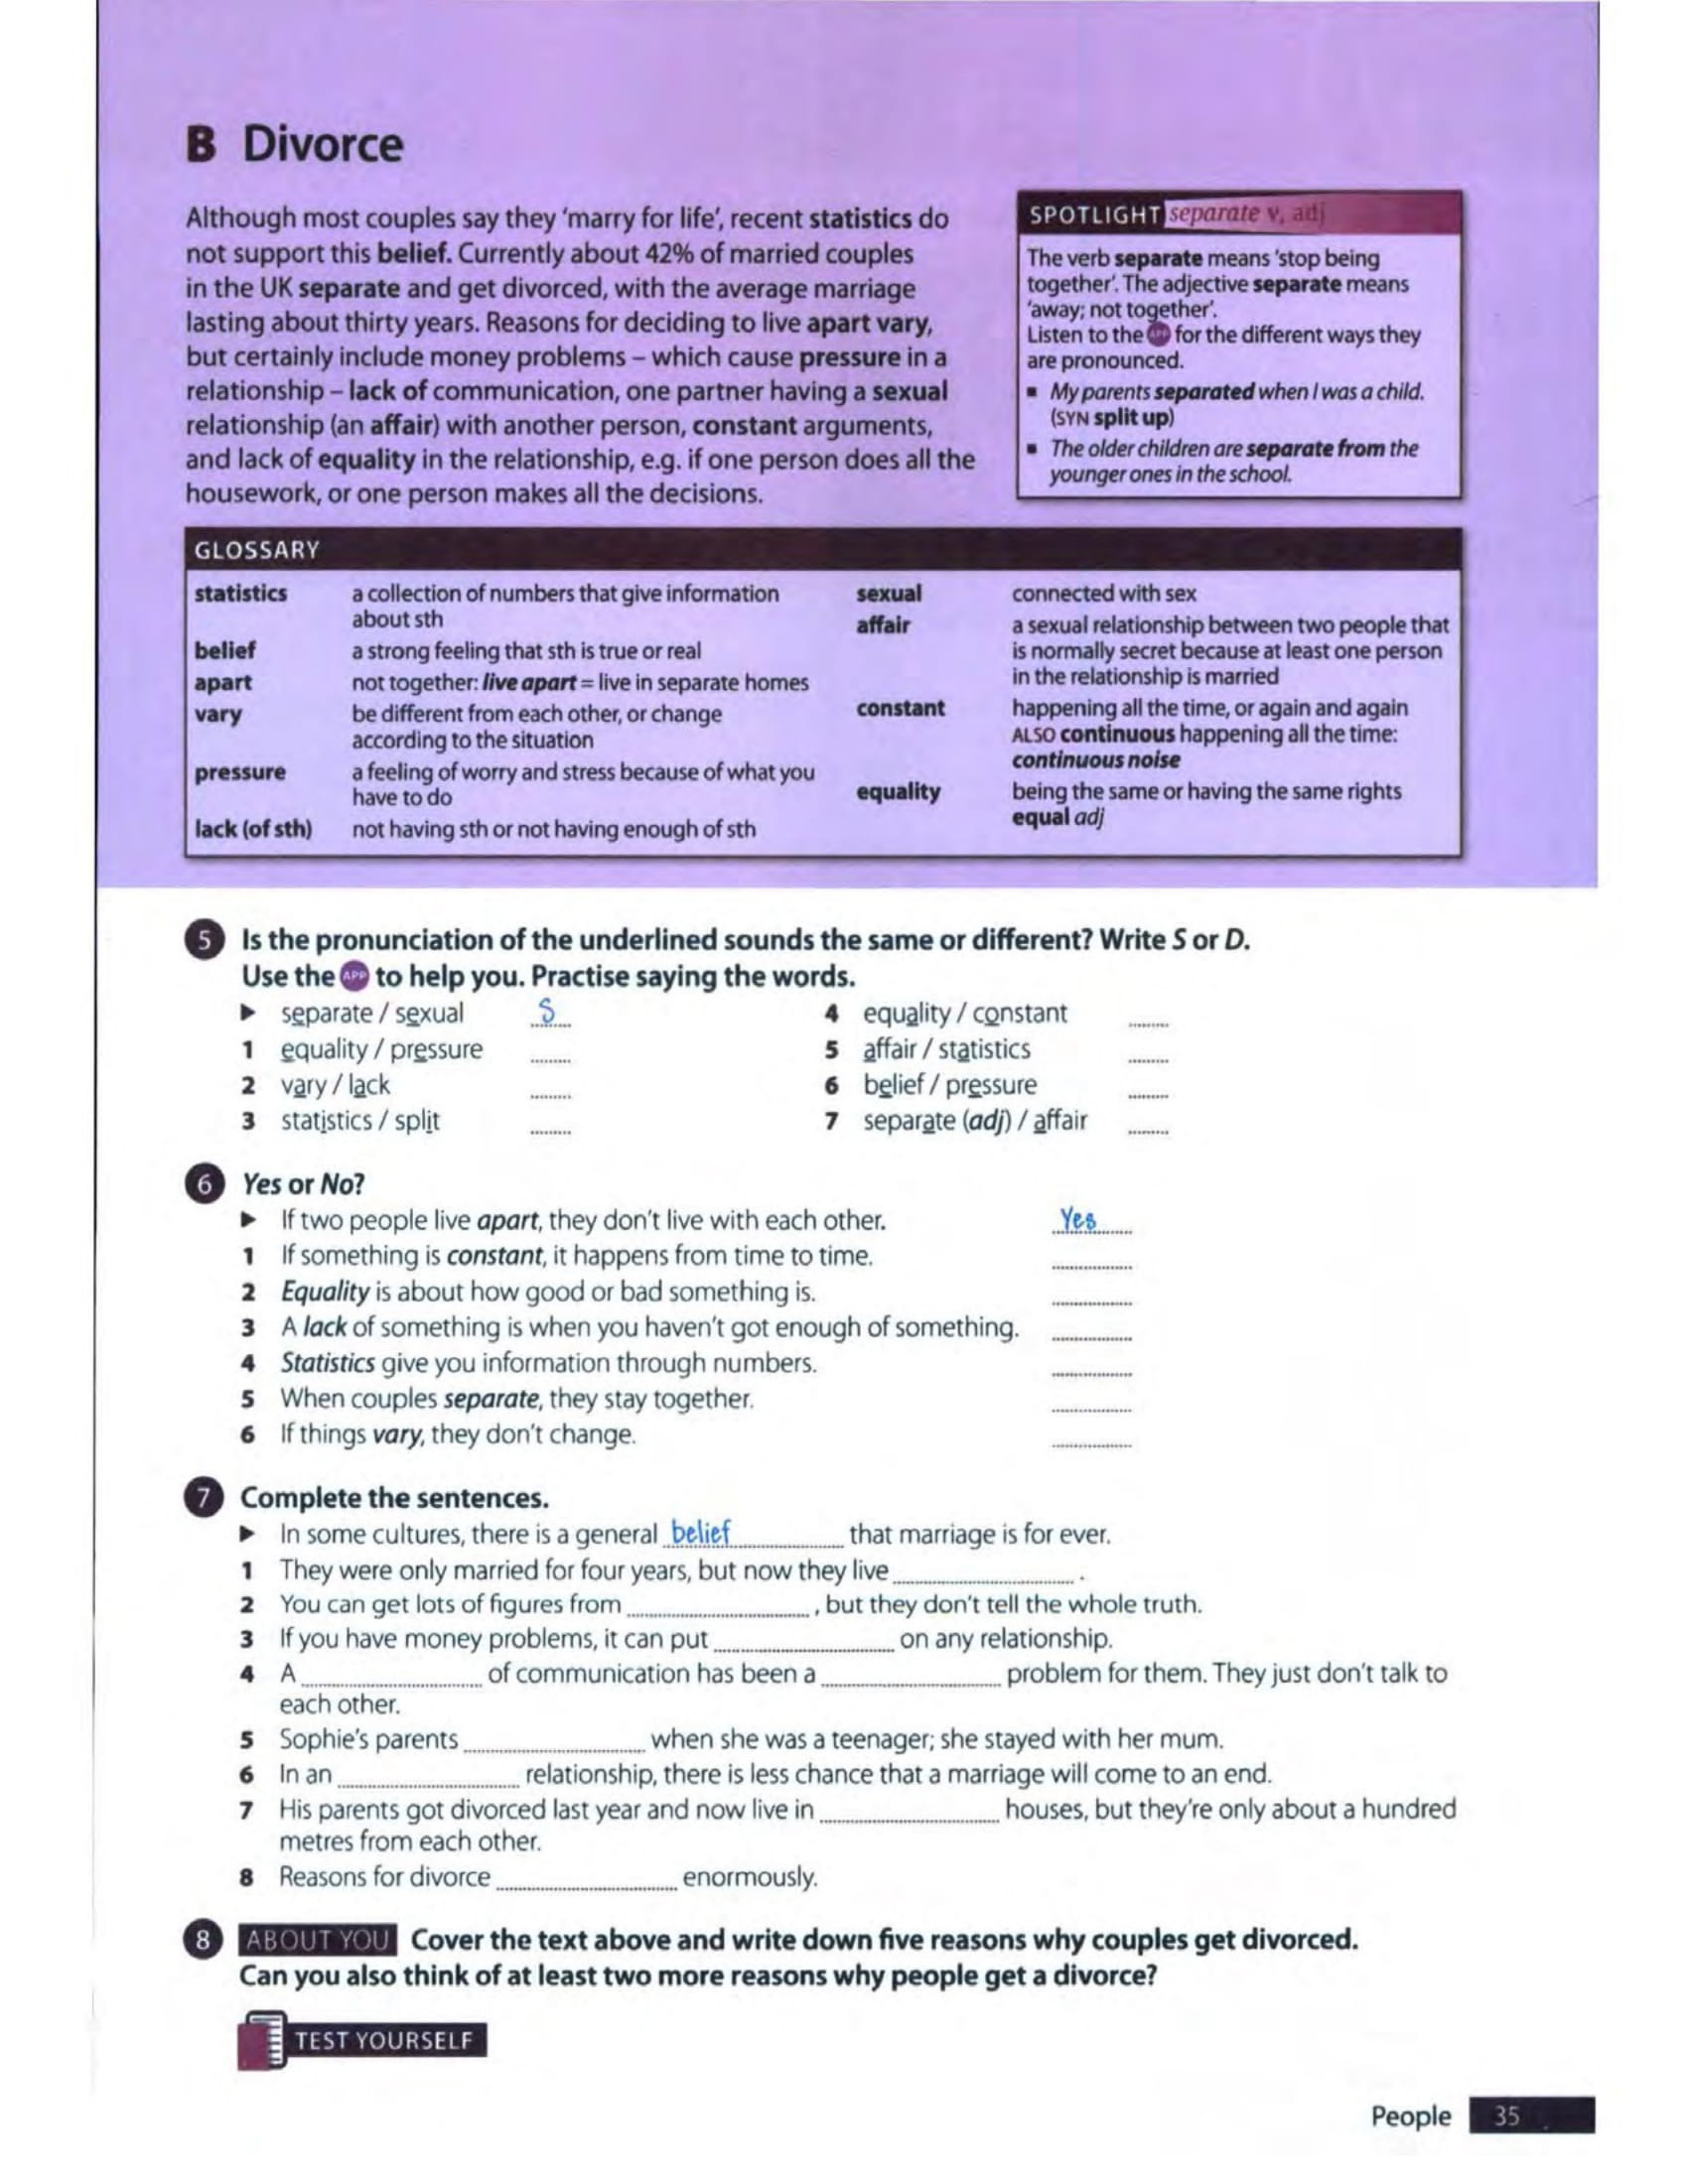 B Divorce
Although most couples say they 'marry for life', recent statistics do
not support this belief. Currently about 42% of married couples
in the UK separate and get divorced, with the average marriage
lasting about thirty years. Reasons for deciding to live apart vary,
but certainly include money problems – which cause pressure in a
relationship – lack of communication, one partner having a sexual
relationship (an affair) with another person, constant arguments,
and lack of equality in the relationship, e.g. if one person does all the
housework, or one person makes all the decisions.
SPOTLIGHT separate v, adj
The verb separate means 'stop being
together'. The adjective separate means
'away; not together'.
Listen to the APP for the different ways they
are pronounced.
▪ My parents separated when I was a child.
(SYN split up)
▪ The older children are separate from the
younger ones in the school.
GLOSSARY
statistics a collection of numbers that give information
about sth
belief a strong feeling that sth is true or real
apart not together: live apart = live in separate homes
vary be different from each other, or change
according to the situation
pressure a feeling of worry and stress because of what you
have to do
lack (of sth) not having sth or not having enough of sth
sexual connected with sex
affair a sexual relationship between two people that
is normally secret because at least one person
in the relationship is married
constant happening all the time, or again and again
ALSO continuous happening all the time:
continuous noise
equality being the same or having the same rights
equal adj
5 Is the pronunciation of the underlined sounds the same or different? Write S or D.
Use the APP to help you. Practise saying the words.
► separate / sexual S
1 equality / pressure ........
2 vary / lack ........
3 statistics / split ........
4 equality / constant ........
5 affair / statistics ........
6 belief / pressure ........
7 separate (adj) / affair ........
6 Yes or No?
► If two people live apart, they don't live with each other. Yes
1 If something is constant, it happens from time to time. ................
2 Equality is about how good or bad something is. ................
3 A lack of something is when you haven't got enough of something. ................
4 Statistics give you information through numbers. ................
5 When couples separate, they stay together. ................
6 If things vary, they don't change. ................
7 Complete the sentences.
► In some cultures, there is a general belief ................ that marriage is for ever.
1 They were only married for four years, but now they live ................ .
2 You can get lots of figures from ................ , but they don't tell the whole truth.
3 If you have money problems, it can put ................ on any relationship.
4 A ................ of communication has been a ................ problem for them. They just don't talk to
each other.
5 Sophie's parents ................ when she was a teenager; she stayed with her mum.
6 In an ................ relationship, there is less chance that a marriage will come to an end.
7 His parents got divorced last year and now live in ................ houses, but they're only about a hundred
metres from each other.
8 Reasons for divorce ................ enormously.
8 ABOUT YOU Cover the text above and write down five reasons why couples get divorced.
Can you also think of at least two more reasons why people get a divorce?
TEST YOURSELF
People 35